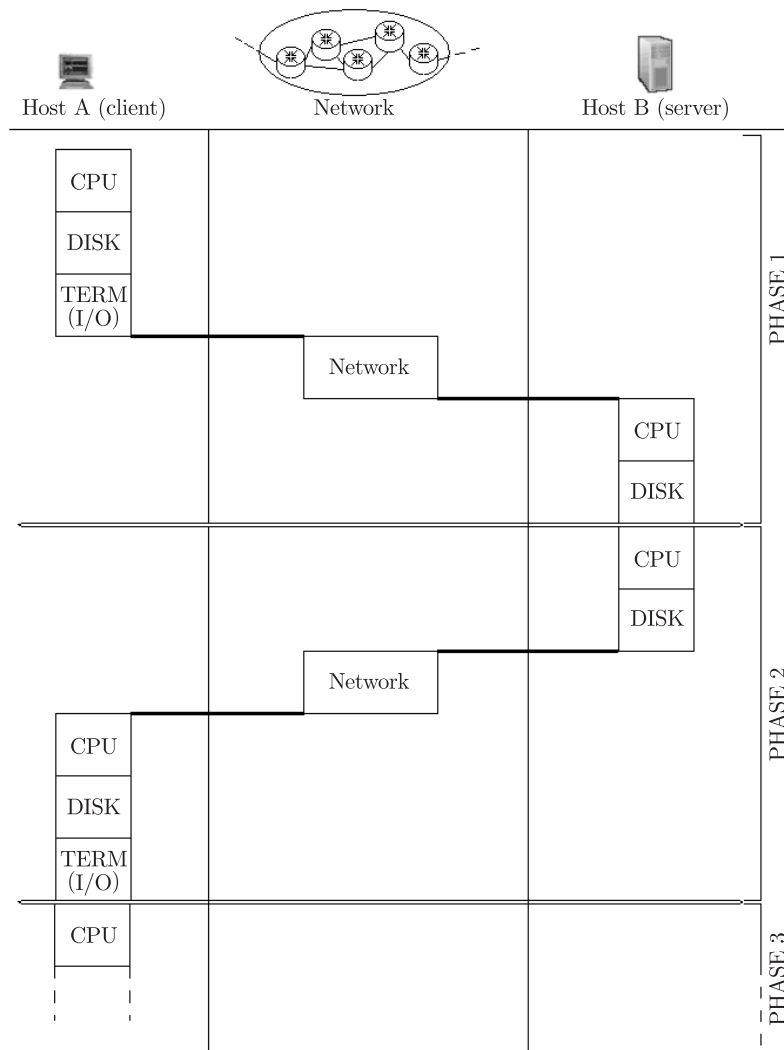 Host A (client)
Network
Host B (server)
CPU
DISK
TERM
(I/O)
Network
CPU
DISK
PHASE 1
CPU
DISK
Network
CPU
DISK
TERM
(I/O)
PHASE 2
CPU
PHASE 3